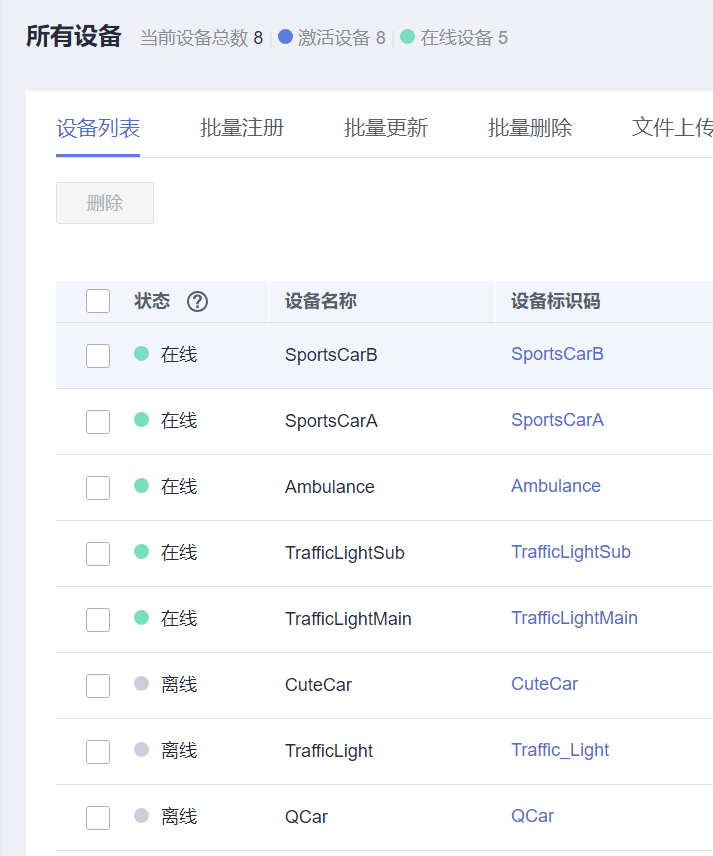 所有设备 当前设备总数 8 激活设备 8 在线设备 5
设备列表 批量注册 批量更新 批量删除 文件上传
删除
状态 ? 设备名称 设备标识码
在线 SportsCarB SportsCarB
在线 SportsCarA SportsCarA
在线 Ambulance Ambulance
在线 TrafficLightSub TrafficLightSub
在线 TrafficLightMain TrafficLightMain
离线 CuteCar CuteCar
离线 TrafficLight Traffic_Light
离线 QCar QCar